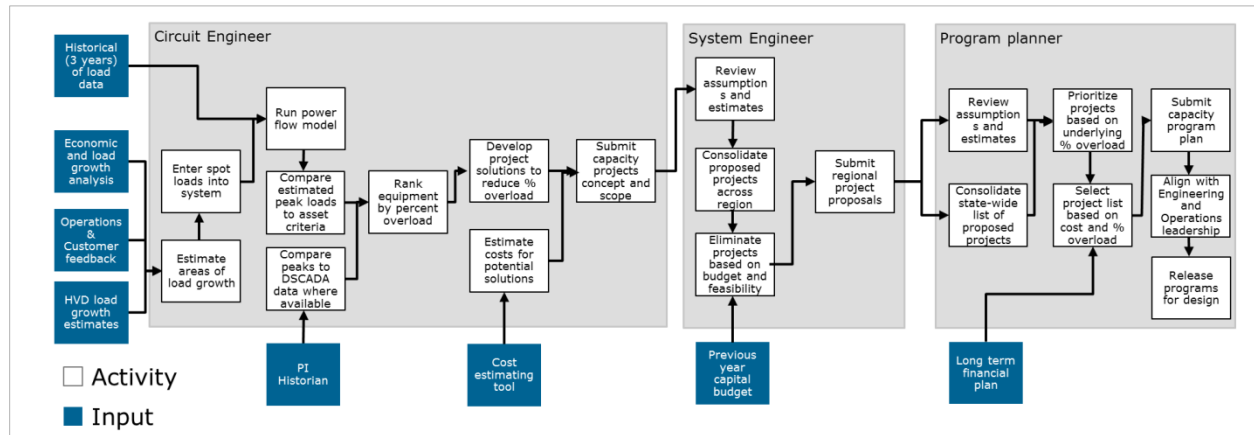 Circuit Engineer
Historical
(3 years) of
load data
Economic and
load growth
analysis
Operations &
Customer
feedback
HVD load
growth
estimates
Enter spot
loads into
system
Estimate
areas of
load growth
Run power
flow model
Compare
estimated
peak loads
to asset
criteria
Compare
peaks to
DSCADA
data where
available
Rank
equipment
by percent
overload
Develop
project
solutions to
reduce %
overload
Estimate
costs for
potential
solutions
Submit
capacity
projects
concept and
scope
PI
Historian
Cost
estimating
tool
System Engineer
Review
assumption
s and
estimates
Consolidate
proposed
projects
across
region
Eliminate
projects
based on
budget and
feasibility
Submit
regional
project
proposals
Previous
year
capital
budget
Program planner
Review
assumption
s and
estimates
Consolidate
state-wide
list of
proposed
projects
Prioritize
projects
based on
underlying
% overload
Select
project list
based on
cost and %
overload
Submit
capacity
program
plan
Align with
Engineering
and
Operations
leadership
Release
programs
for design
Long term
financial
plan
Activity
Input